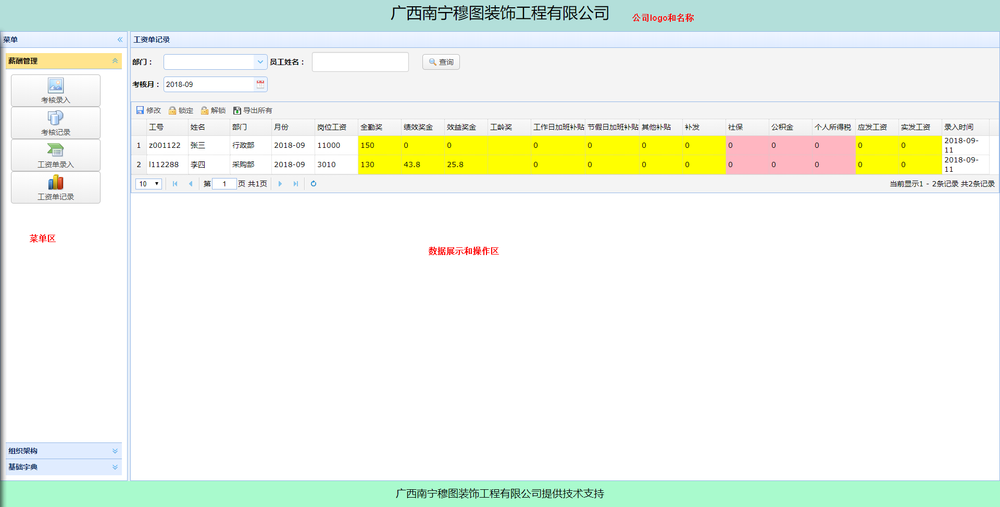 广西南宁穆图装饰工程有限公司
公司logo和名称
菜单
工资单记录
薪酬管理
部门：
员工姓名：
查询
考核月：
2018-09
考核录入
考核记录
工资单录入
工资单记录
修改 锁定 解锁 导出所有
工号 姓名 部门 月份 岗位工资 全勤奖 绩效奖金 效益奖金 工龄奖 工作日加班补贴 节假日加班补贴 其他补贴 补发 社保 公积金 个人所得税 应发工资 实发工资 录入时间
1 z001122 张三 行政部 2018-09 11000 150 0 0 0 0 0 0 0 0 0 0 0 2018-09-
11
2 l112288 李四 采购部 2018-09 3010 130 43.8 25.8 0 0 0 0 0 0 0 0 0 2018-09-
11
10 第 1 页 共1页
当前显示1 - 2条记录 共2条记录
菜单区
数据展示和操作区
组织架构
基础字典
广西南宁穆图装饰工程有限公司提供技术支持